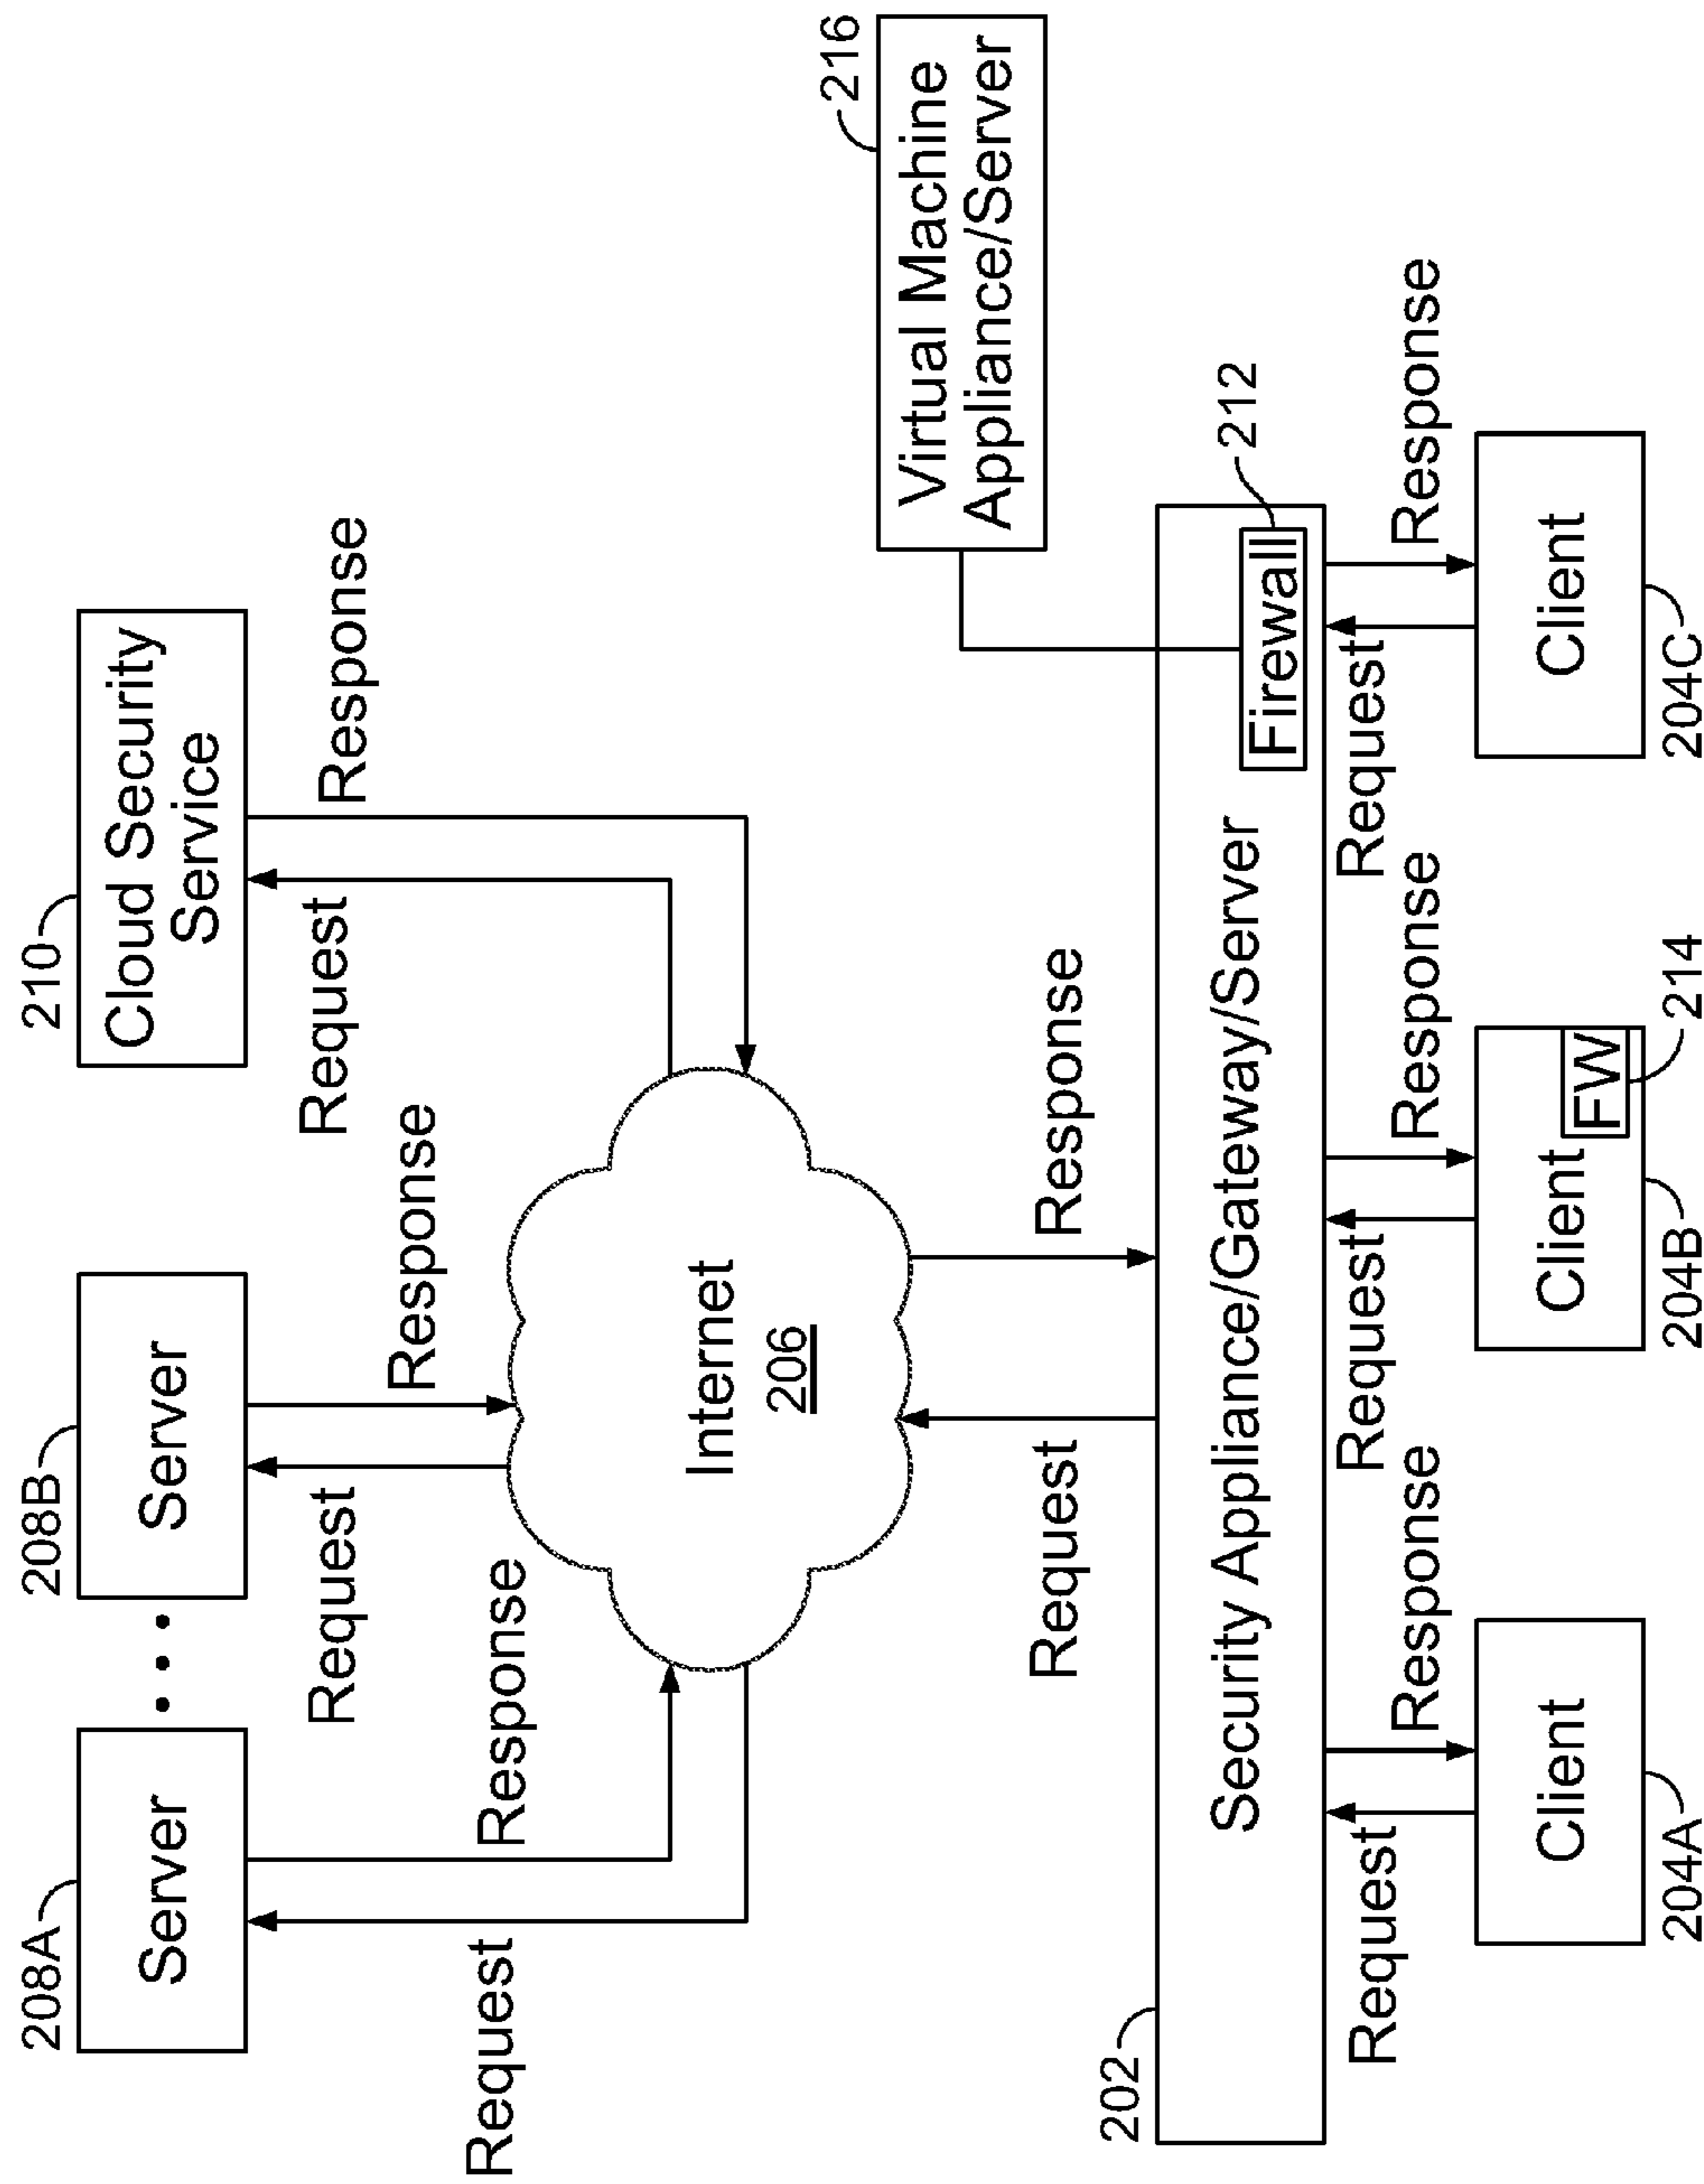 208A
Server
208B
Server
210
Cloud Security
Service
Request
Response
Request
Response
Request
Response
Internet
206
216
Virtual Machine
Appliance/Server
Request
Response
202
Security Appliance/Gateway/Server
Firewall
212
Request
Response
Request
Response
Request
Response
Client
204A
Client
FW
204B
214
Client
204C